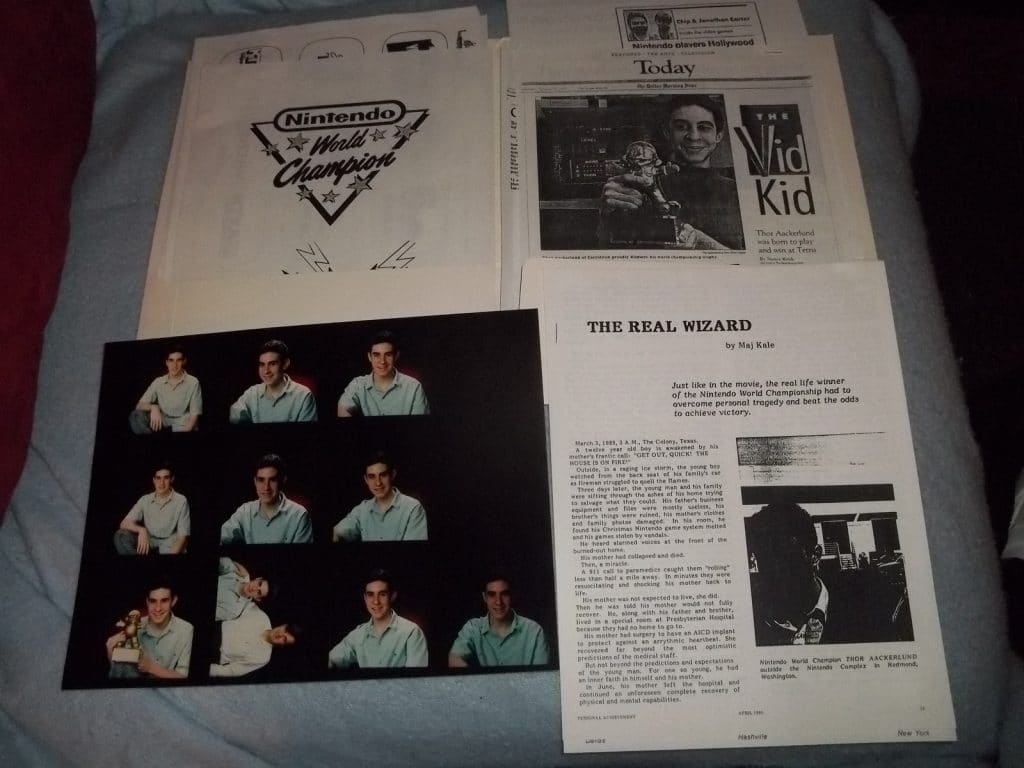 Chip & Jonathan Carter
Inside the video games
Nintendo players Hollywood
FEATURES · THE ARTS · TELEVISION
Today
The Dallas Morning News
Nintendo
World
Champion
THE
Vid
Kid
Thor Aackerlund
was born to play
and win at Tetris
By Nancy
THE REAL WIZARD
by Maj Kale
Just like in the movie, the real life winner
of the Nintendo World Championship had to
overcome personal tragedy and beat the odds
to achieve victory.
March 3, 1989, 3 A.M., The Colony, Texas.
A twelve year old boy is awakened by his
mother's frantic call: "GET OUT, QUICK! THE
HOUSE IS ON FIRE!"
Outside, in a raging ice storm, the young boy
watched from the back seat of his family's car
as fireman struggled to quell the flames.
Three days later, the young man and his family
were sifting through the ashes of his home trying
to salvage what they could. His father's business
equipment and files were mostly useless, his
brother's things were ruined, his mother's clothes
and family photos damaged. In his room, he
found his Christmas Nintendo game system melted
and his games stolen by vandals.
He heard alarmed voices at the front of the
burned-out home.
His mother had collapsed and died.
Then, a miracle.
A 911 call to paramedics caught them "rolling"
less than half a mile away. In minutes they were
resuscitating and shocking his mother back to
life.
His mother was not expected to live, she did.
Then he was told his mother would not fully
recover. He, along with his father and brother,
lived in a special room at Presbyterian Hospital
because they had no home to go to.
His mother had surgery to have an AICD implant
to protect against an arrythmic heartbeat. She
recovered far beyond the most optimistic
predictions of the medical staff.
But not beyond the predictions and expectations
of the young man. For one so young, he had
an inner faith in himself and his mother.
In June, his mother left the hospital and
continued an unforeseen complete recovery of
physical and mental capabilities.
Nintendo World Champion THOR AACKERLUND
outside the Nintendo Complex in Redmond,
Washington.
PERSONAL ACHIEVEMENT
APRIL 1991
Nashville
New York